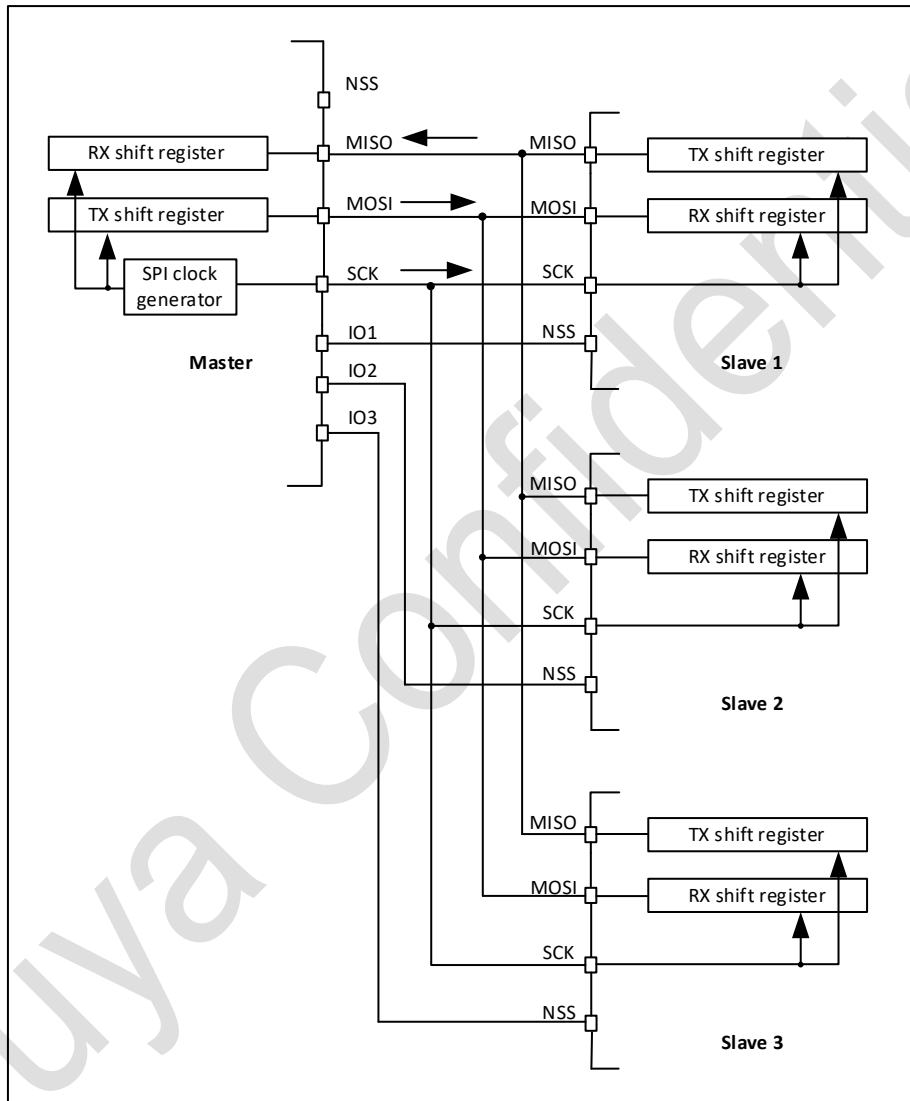 NSS
RX shift register
MISO
MISO
TX shift register
TX shift register
MOSI
MOSI
RX shift register
SPI clock
generator
SCK
SCK
Master
IO1
NSS
Slave 1
IO2
IO3
MISO
TX shift register
MOSI
RX shift register
SCK
NSS
Slave 2
MISO
TX shift register
MOSI
RX shift register
SCK
NSS
Slave 3
uya Confidentia